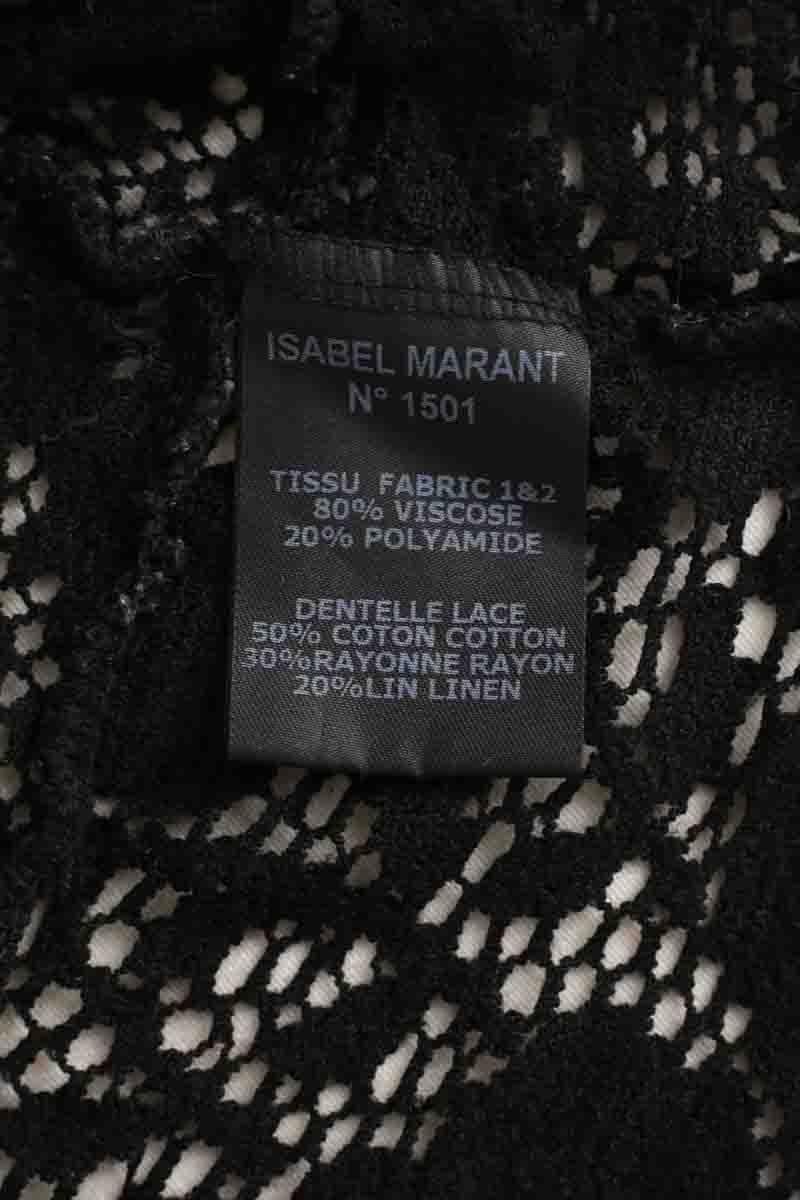 ISABEL MARANT
N° 1501
TISSU FABRIC 1&2
80% VISCOSE
20% POLYAMIDE
DENTELLE LACE
50% COTON COTTON
30%RAYONNE RAYON
20%LIN LINEN